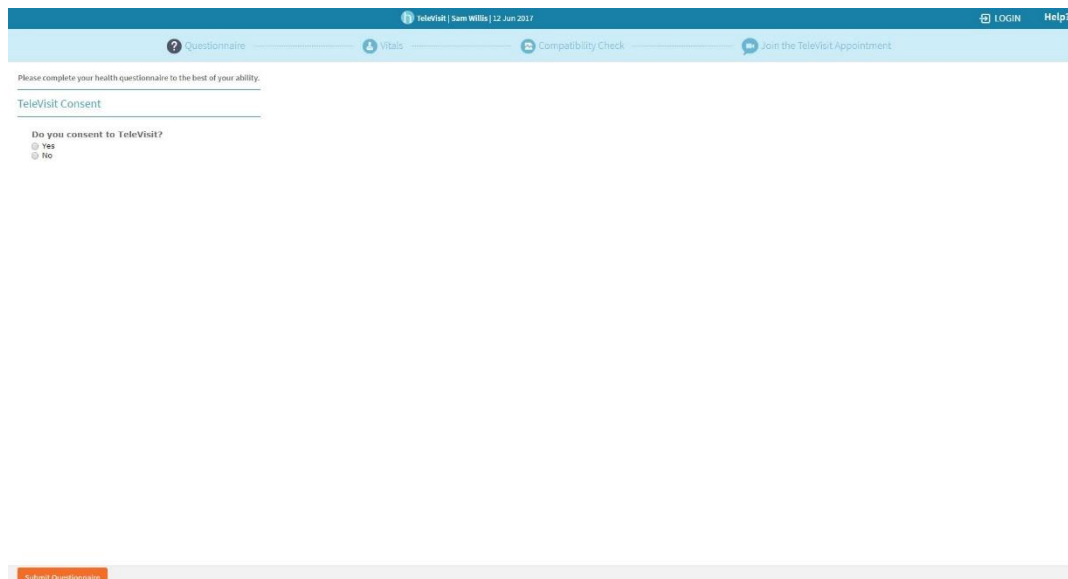 TeleVisit | Sam Willis | 12 Jun 2017 LOGIN Help?
Questionnaire Vitals Compatibility Check Join the TeleVisit Appointment
Please complete your health questionnaire to the best of your ability.
TeleVisit Consent
Do you consent to TeleVisit?
Yes
No
Submit Questionnaire